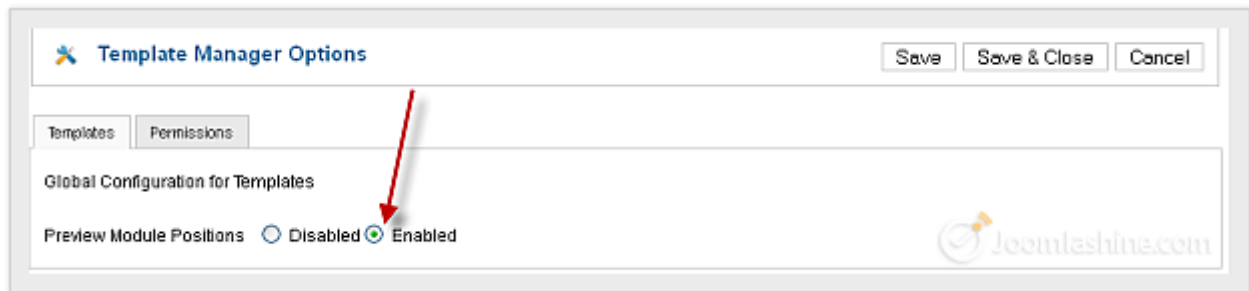 Template Manager Options
Save Save & Close Cancel
Templates Permissions
Global Configuration for Templates
Preview Module Positions Disabled Enabled
Joomlashine.com